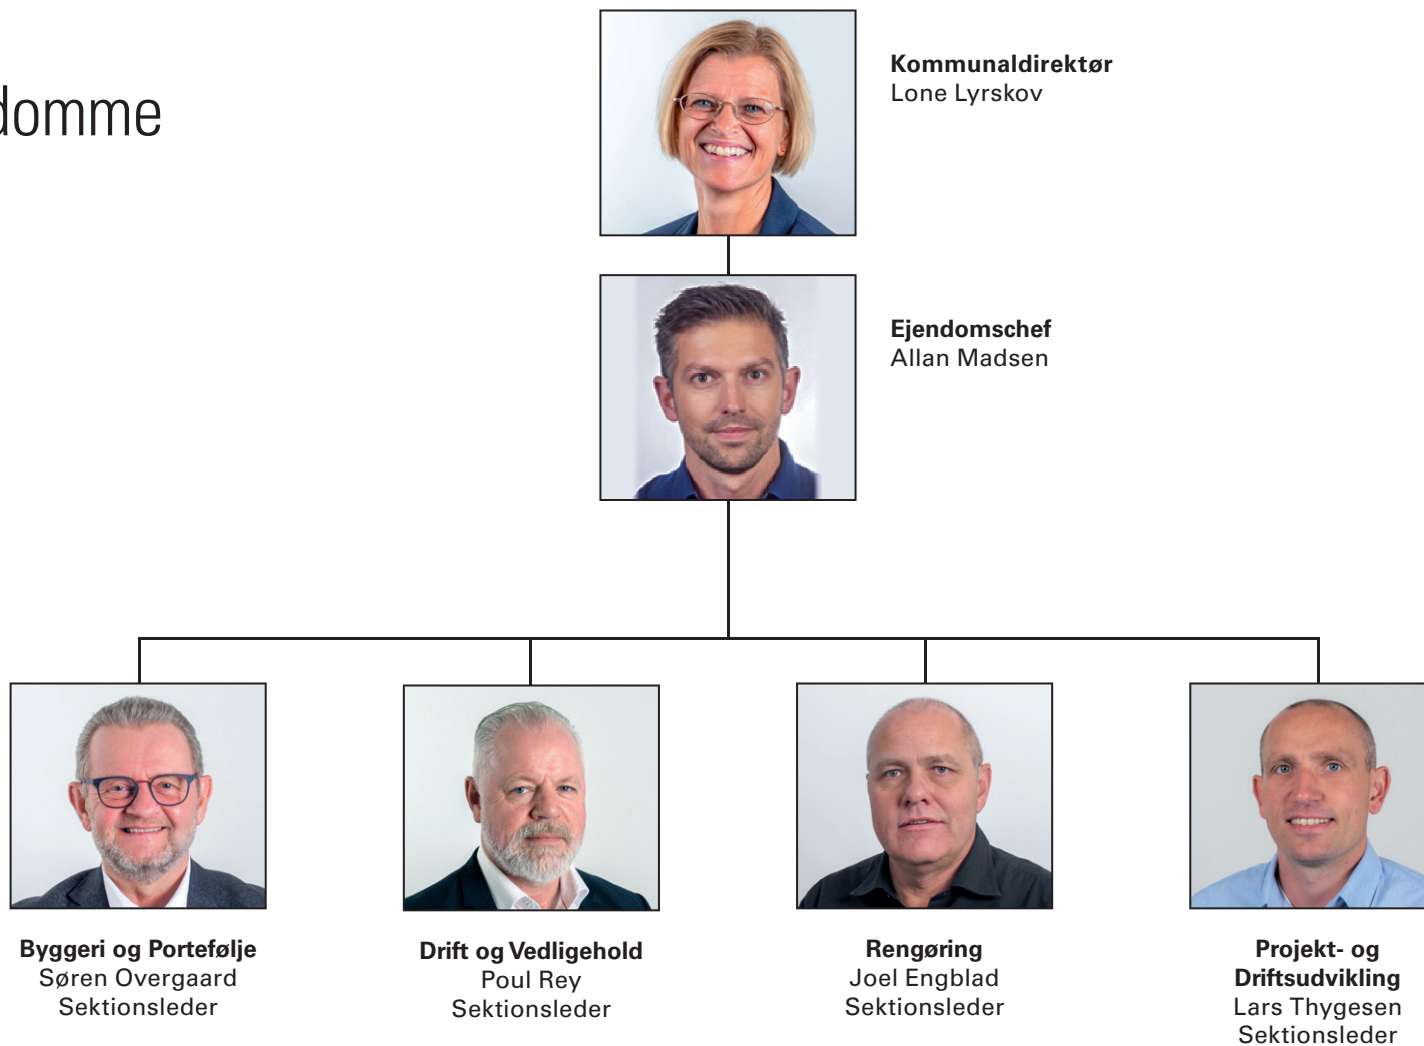 domme
Kommunaldirektør
Lone Lyrskov
Ejendomschef
Allan Madsen
Byggeri og Portefølje
Søren Overgaard
Sektionsleder
Drift og Vedligehold
Poul Rey
Sektionsleder
Rengøring
Joel Engblad
Sektionsleder
Projekt- og
Driftsudvikling
Lars Thygesen
Sektionsleder